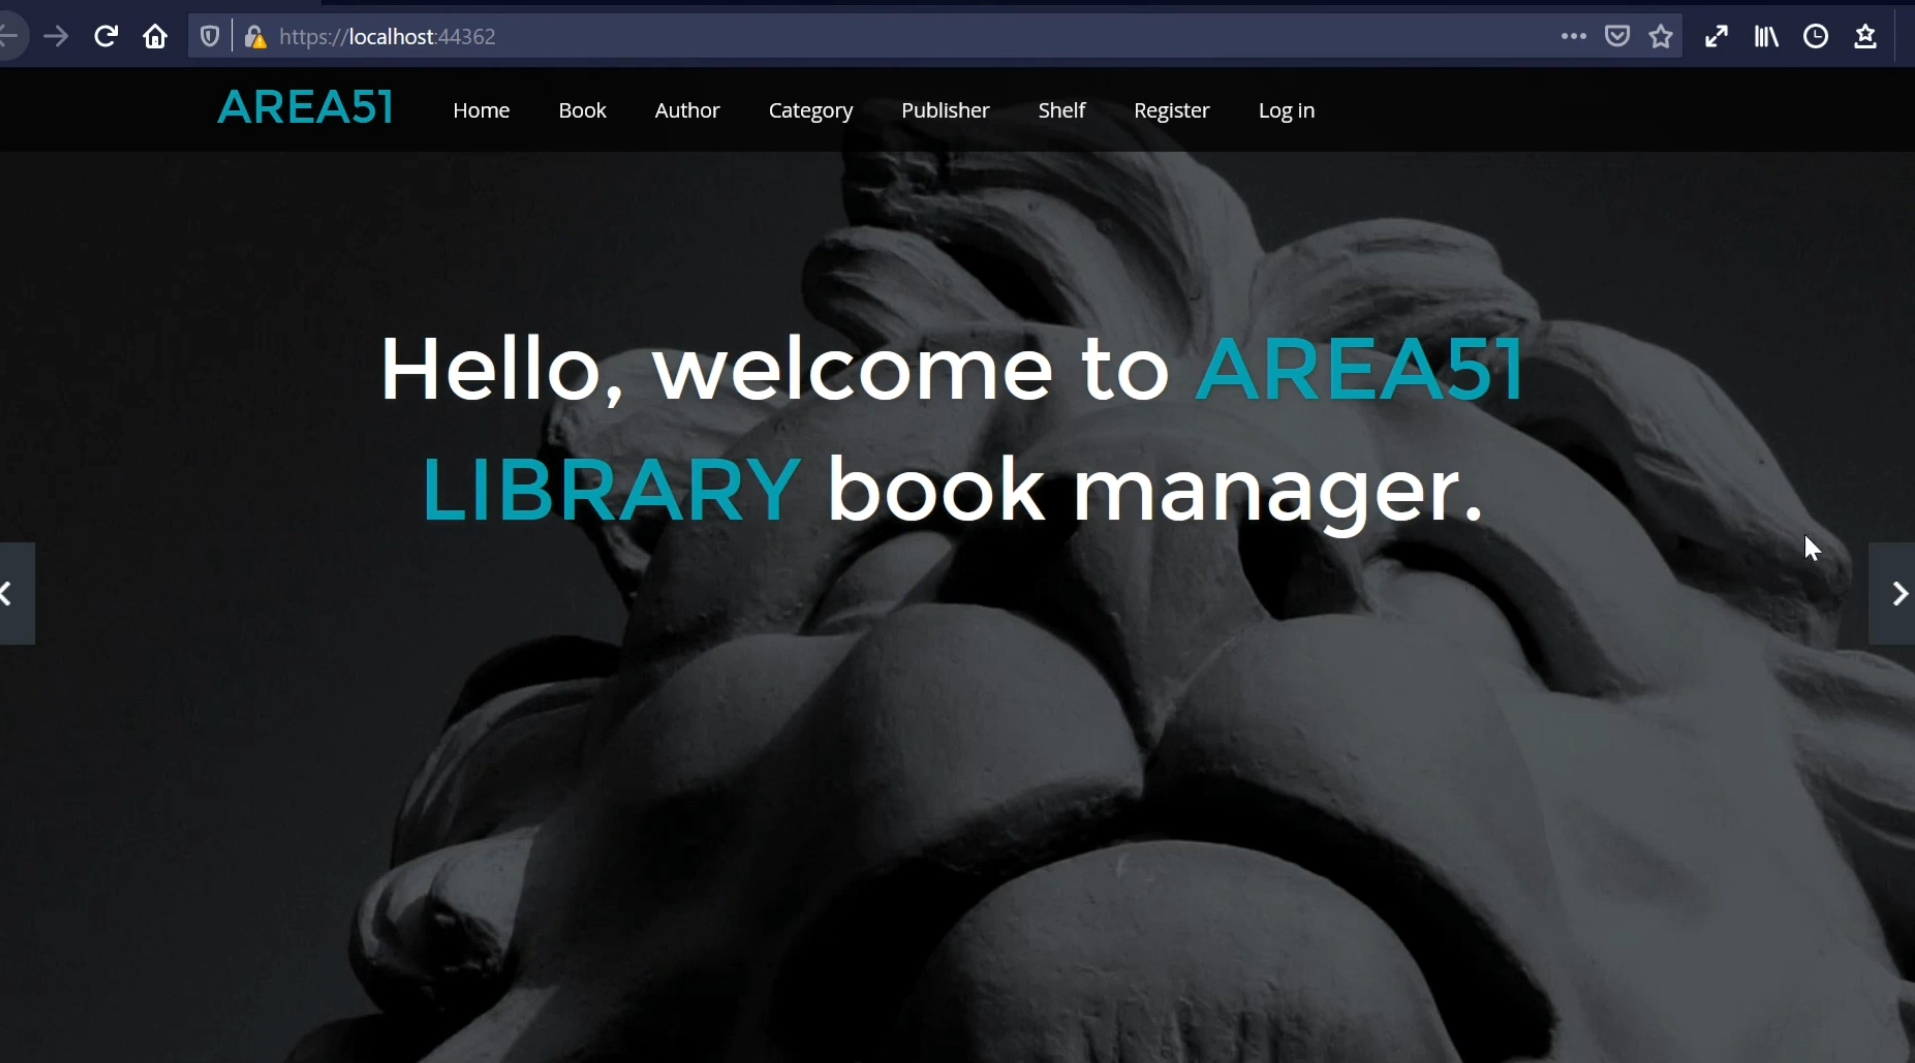 https://localhost:44362
AREA51 Home Book Author Category Publisher Shelf Register Log in
Hello, welcome to AREA51
LIBRARY book manager.